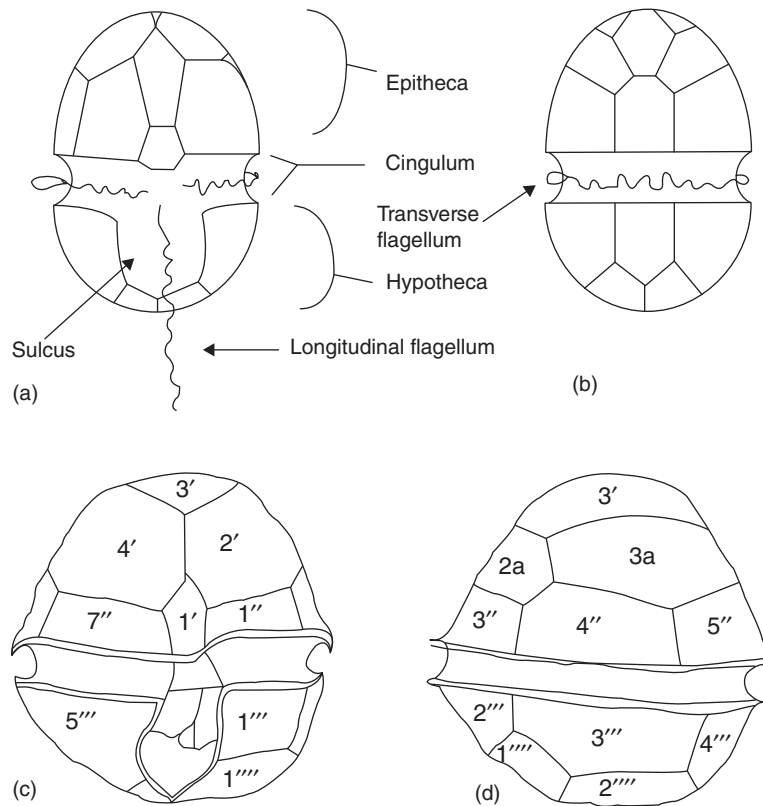 Epitheca
Cingulum
Transverse
flagellum
Hypotheca
Sulcus
Longitudinal flagellum
(a)
(b)
3′
4′
2′
7″
1′
1″
5‴
1‴
1⁗
(c)
3′
2a
3a
3″
4″
5″
2‴
3‴
4‴
1⁗
2⁗
(d)